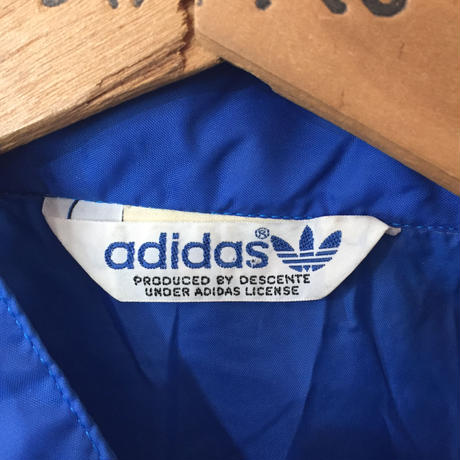 adidas®
PRODUCED BY DESCENTE
UNDER ADIDAS LICENSE